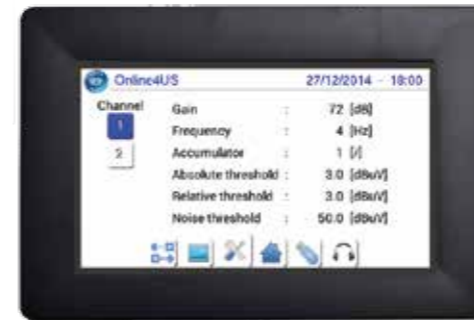 Online4US 27/12/2014 - 18:00
Channel
1
2
Gain : 72 [dB]
Frequency : 4 [Hz]
Accumulator : 1 [/]
Absolute threshold : 3.0 [dBuV]
Relative threshold : 3.0 [dBuV]
Noise threshold : 50.0 [dBuV]